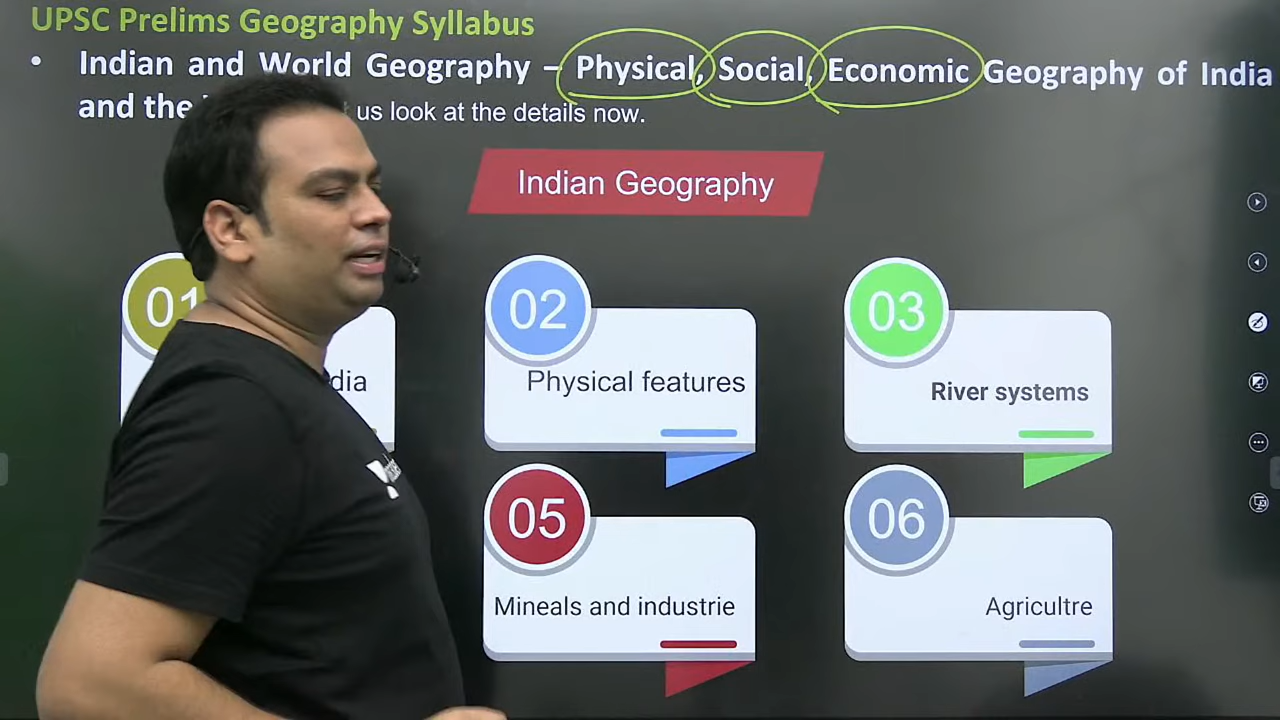 UPSC Prelims Geography Syllabus
• Indian and World Geography – Physical, Social, Economic Geography of India
and the us look at the details now.
Indian Geography
01
dia
02
Physical features
03
River systems
05
Mineals and industrie
06
Agricultre